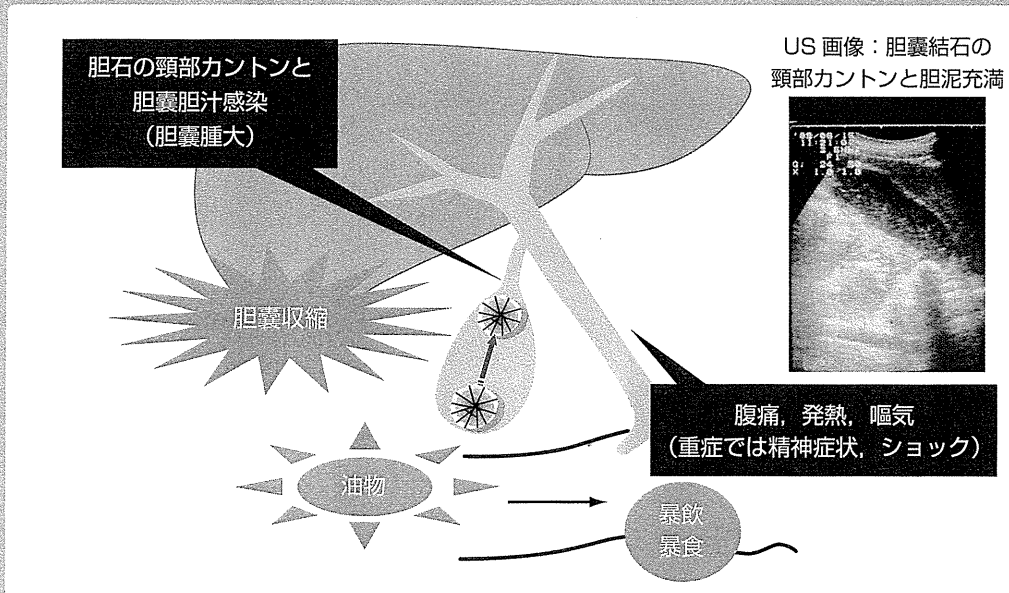 胆石の頸部カントンと
胆嚢胆汁感染
(胆嚢腫大)
US 画像:胆嚢結石の
頸部カントンと胆泥充満
胆嚢収縮
腹痛,発熱,嘔気
(重症では精神症状,ショック)
油物
暴飲
暴食